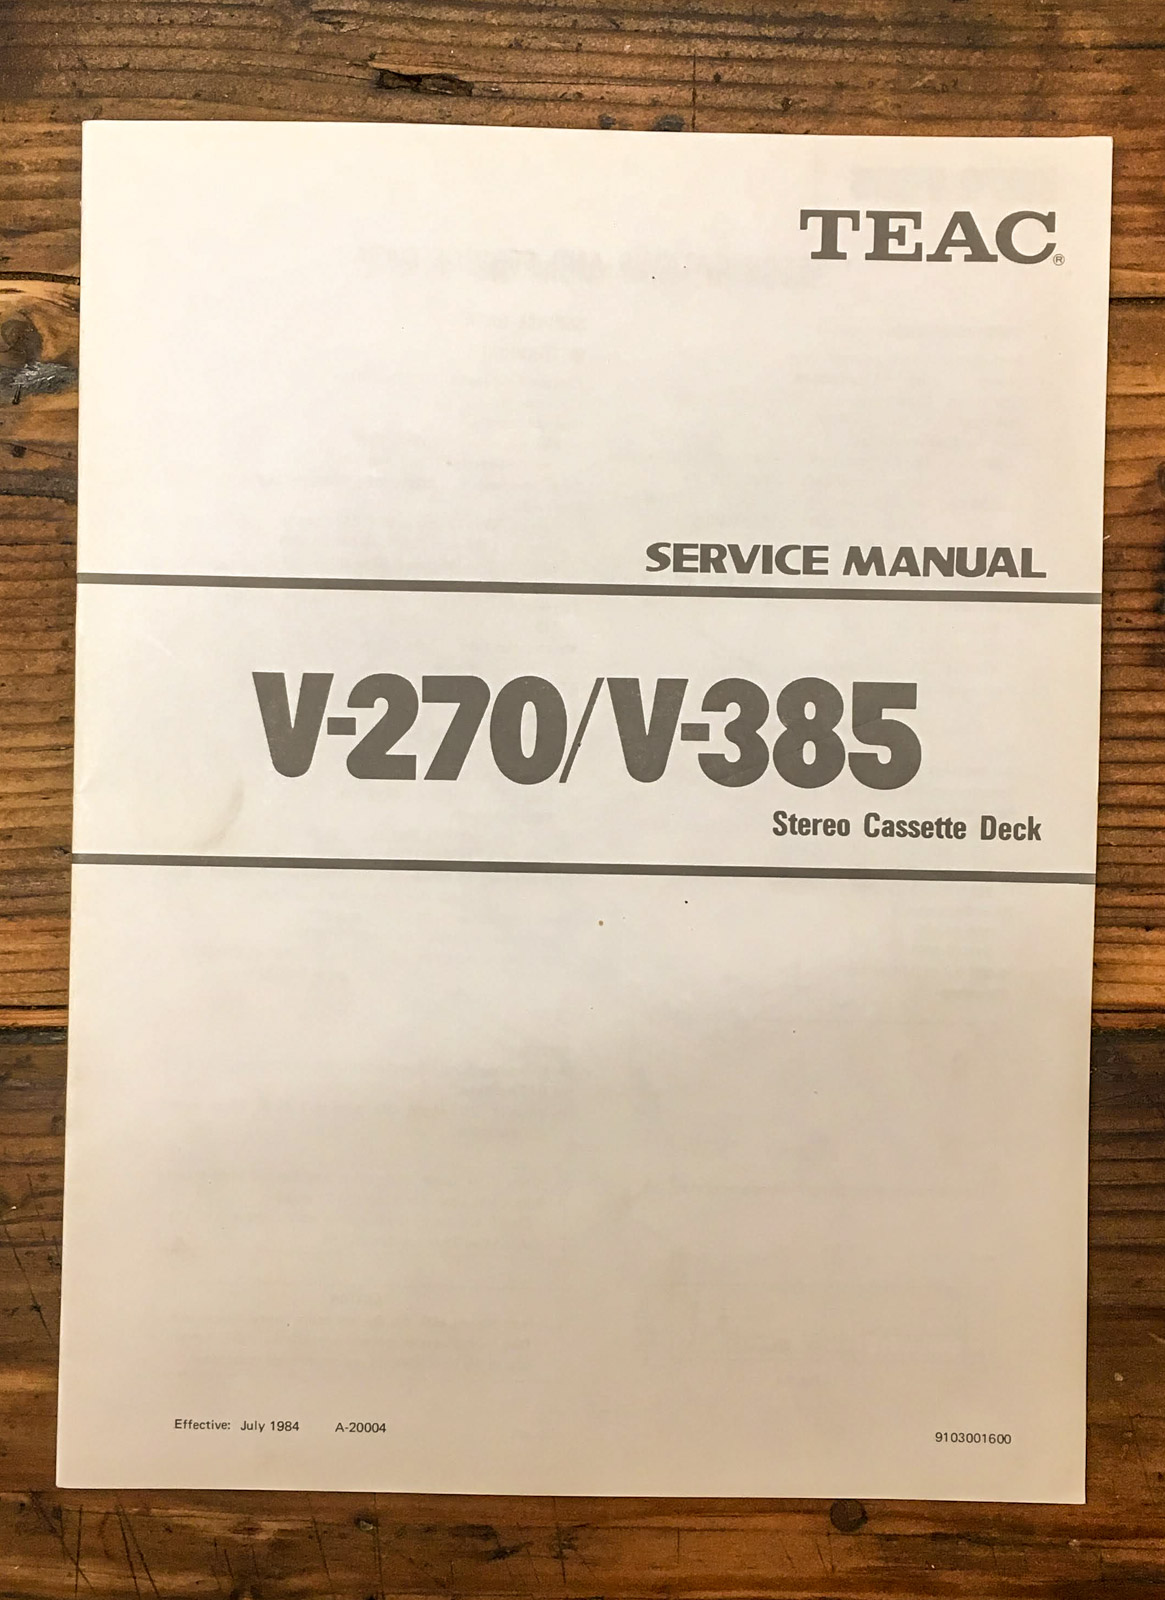 TEAC®
SERVICE MANUAL
V-270/V-385
Stereo Cassette Deck
Effective: July 1984 A-20004
9103001600